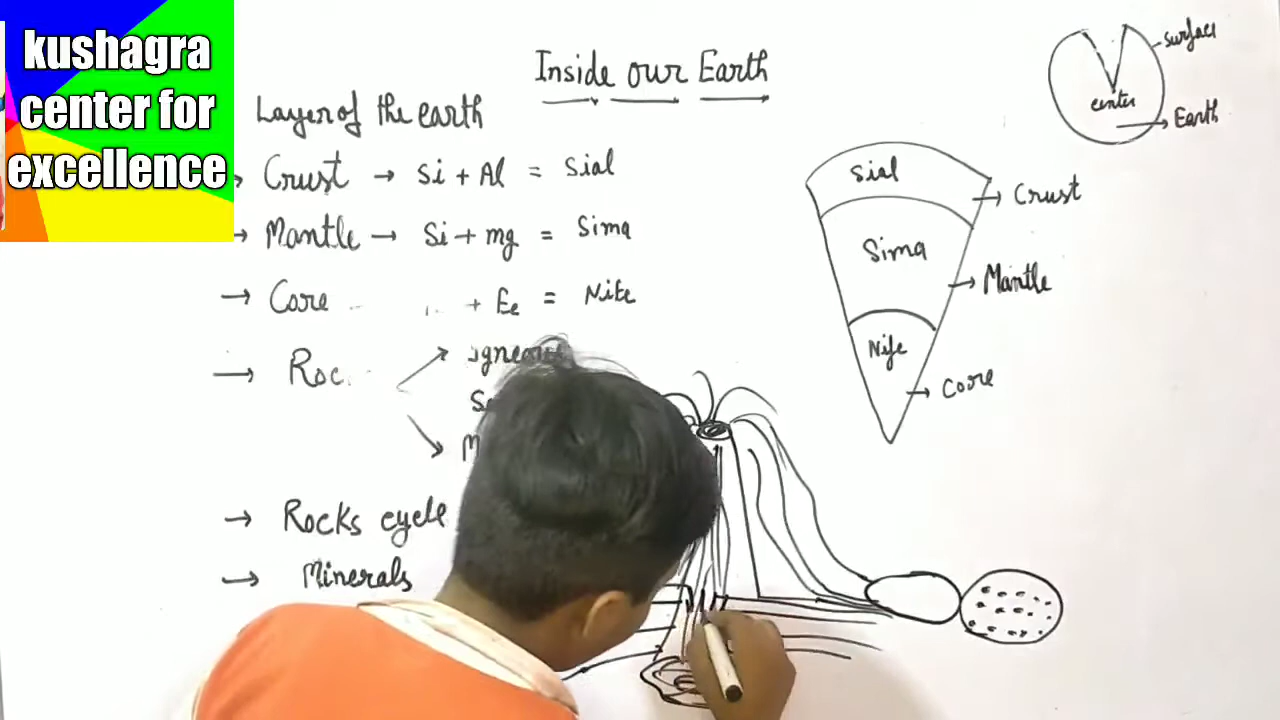 kushagra
center for
excellence
Inside our Earth
Layer of the earth
Crust → Si + Al = Sial
Mantle → Si + mg = Sima
→ Core + Fe = Nife
→ Roc
Igneous
→ Rocks cycle
→ Minerals
surface
center
Earth
Sial
Crust
Sima
Mantle
Nife
Core